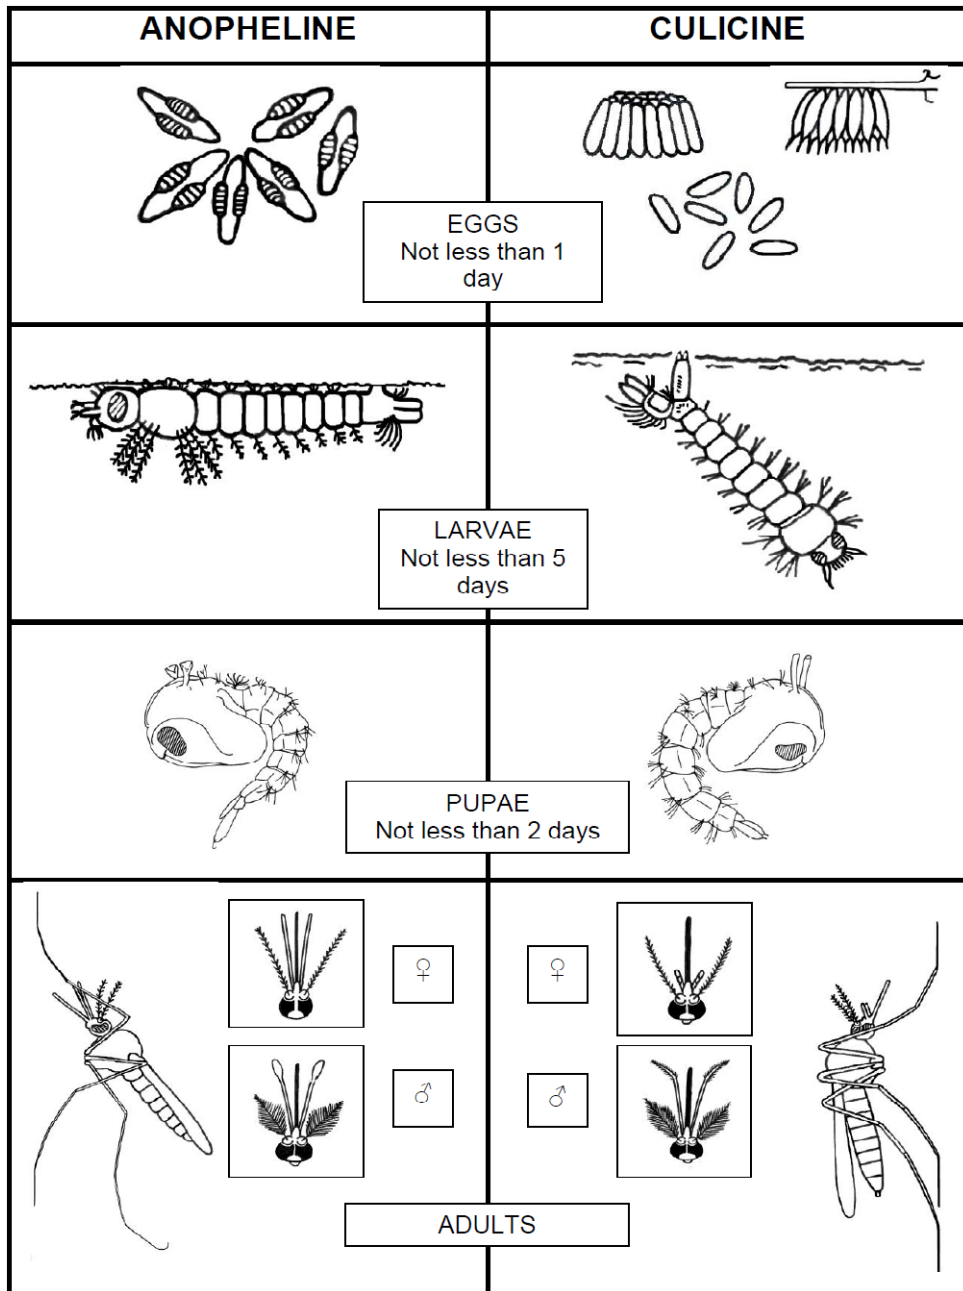 ANOPHELINE
CULICINE
EGGS
Not less than 1
day
LARVAE
Not less than 5
days
PUPAE
Not less than 2 days
♀
♀
♂
♂
ADULTS